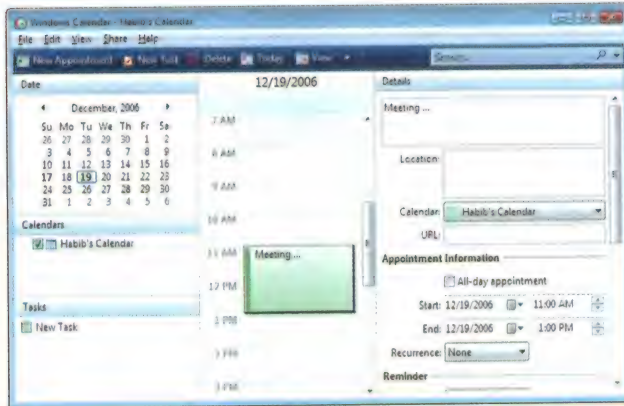 Windows Calendar - Habib's Calendar
File Edit View Share Help
New Appointment New Task Delete Today View
Search
Date
December, 2006
Su Mo Tu We Th Fr Sa
26 27 28 29 30 1 2
3 4 5 6 7 8 9
10 11 12 13 14 15 16
17 18 19 20 21 22 23
24 25 26 27 28 29 30
31 1 2 3 4 5 6
Calendars
Habib's Calendar
Tasks
New Task
12/19/2006
7 AM
8 AM
9 AM
10 AM
11 AM
Meeting ...
12 PM
1 PM
2 PM
3 PM
Details
Meeting ...
Location:
Calendar: Habib's Calendar
URL:
Appointment Information
All-day appointment
Start: 12/19/2006 11:00 AM
End: 12/19/2006 1:00 PM
Recurrence: None
Reminder